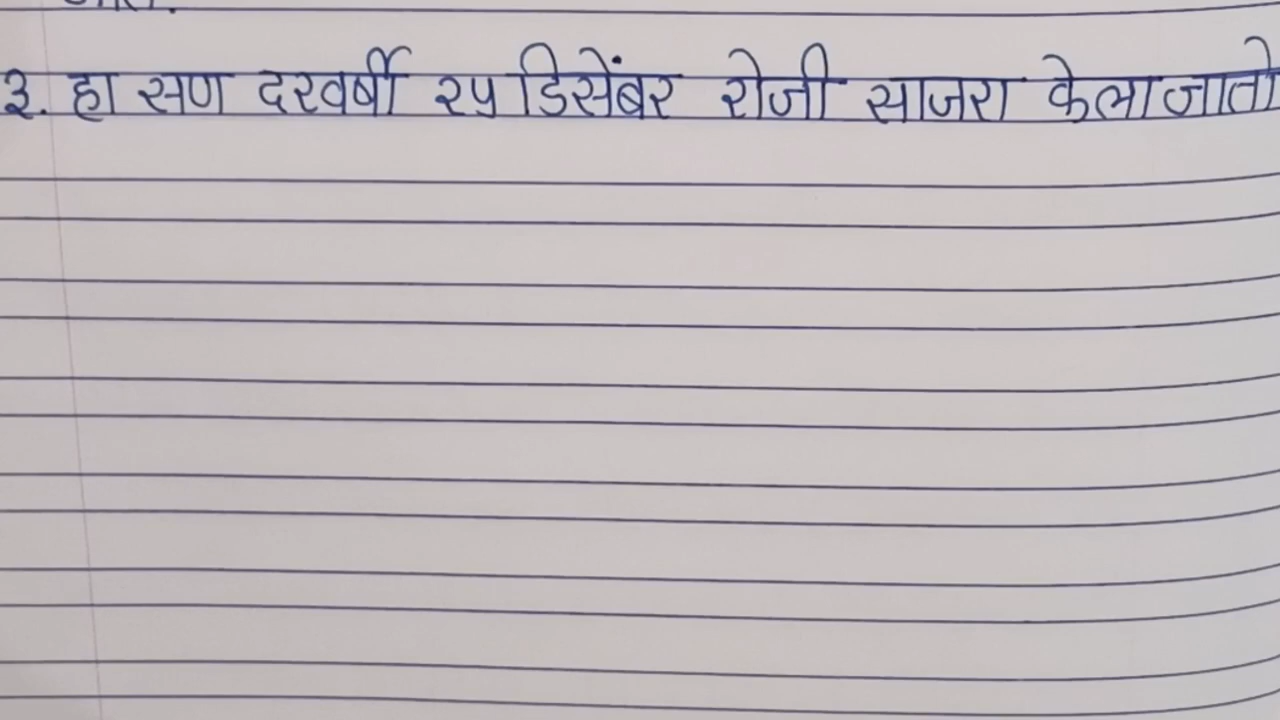 ३. हा सण दरवर्षी २५ डिसेंबर रोजी साजरा केला जातो